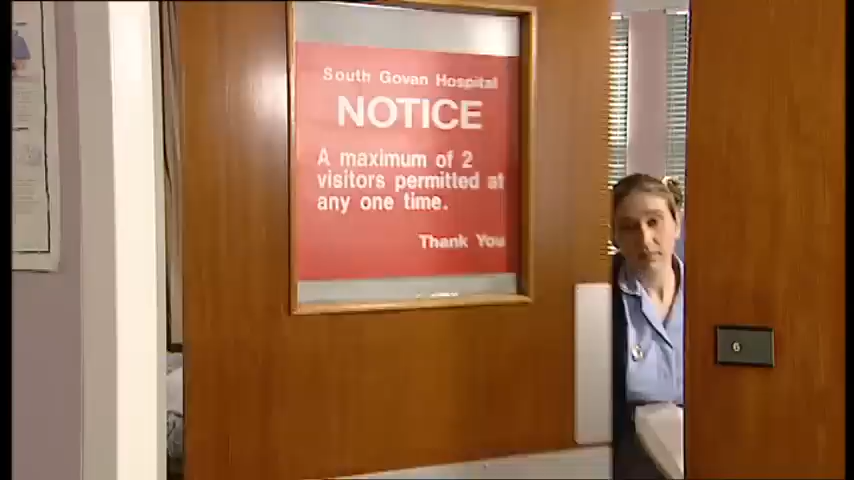 South Govan Hospital
NOTICE
A maximum of 2
visitors permitted at
any one time.
Thank You
6